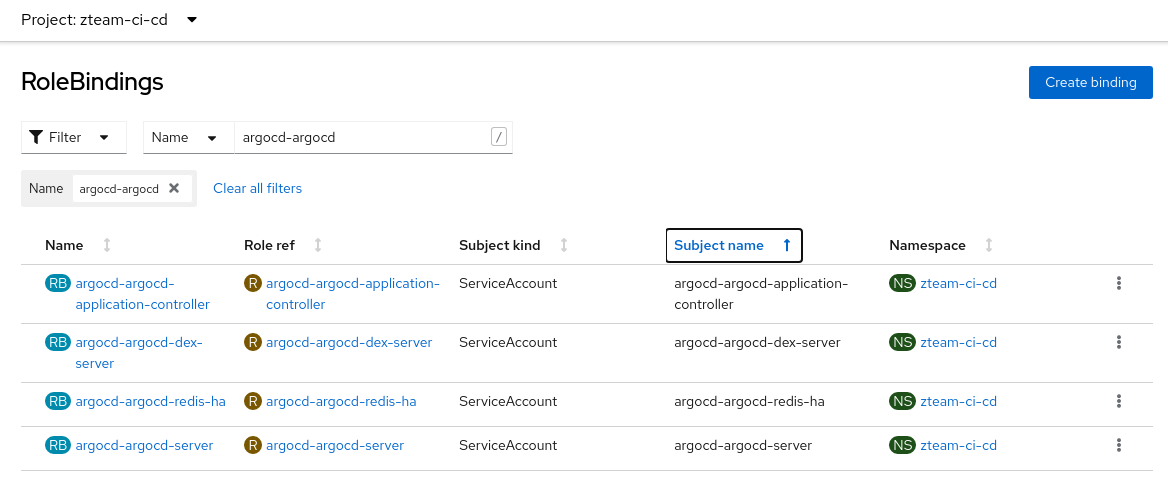 Project: zteam-ci-cd
RoleBindings
Create binding
Filter Name argocd-argocd /
Name argocd-argocd Clear all filters
Name Role ref Subject kind Subject name Namespace
RB argocd-argocd- R argocd-argocd-application- ServiceAccount argocd-argocd-application- NS zteam-ci-cd
application-controller controller controller
RB argocd-argocd-dex- R argocd-argocd-dex-server ServiceAccount argocd-argocd-dex-server NS zteam-ci-cd
server
RB argocd-argocd-redis-ha R argocd-argocd-redis-ha ServiceAccount argocd-argocd-redis-ha NS zteam-ci-cd
RB argocd-argocd-server R argocd-argocd-server ServiceAccount argocd-argocd-server NS zteam-ci-cd